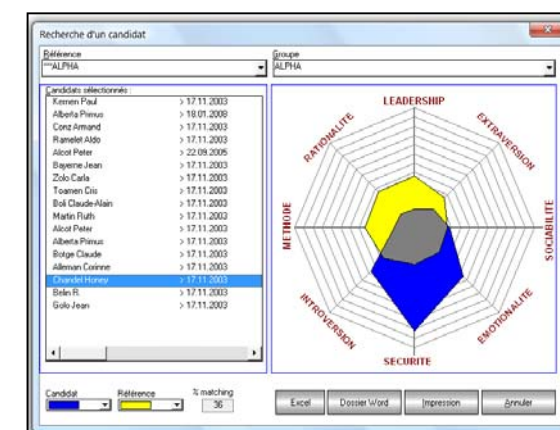 Recherche d'un candidat
Référence
***ALPHA
Groupe
ALPHA
Candidats sélectionnés :
Kernen Paul > 17.11.2003
Alberta Primus > 18.01.2008
Conz Armand > 17.11.2003
Ramelet Aldo > 17.11.2003
Alcot Peter > 22.09.2005
Bayerne Jean > 17.11.2003
Zolo Carla > 17.11.2003
Toamen Cris > 17.11.2003
Boli Claude-Alain > 17.11.2003
Martin Ruth > 17.11.2003
Alcot Peter > 17.11.2003
Alberta Primus > 17.11.2003
Botge Claude > 17.11.2003
Alleman Corinne > 17.11.2003
Chandel Honey > 17.11.2003
Belin R. > 17.11.2003
Golo Jean > 17.11.2003
LEADERSHIP
EXTRAVERSION
SOCIABILITE
EMOTIONALITE
SECURITE
INTROVERSION
METHODE
RATIONALITE
Candidat
Référence
% matching
36
Excel
Dossier Word
Impression
Annuler